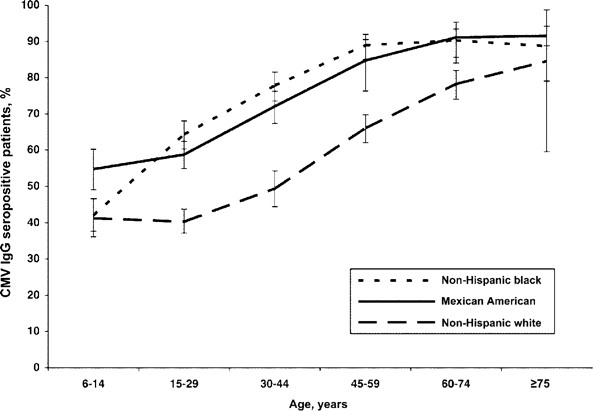 100
90
80
70
60
50
40
30
20
10
0
CMV IgG seropositive patients, %
Non-Hispanic black
Mexican American
Non-Hispanic white
6-14 15-29 30-44 45-59 60-74 ≥75
Age, years